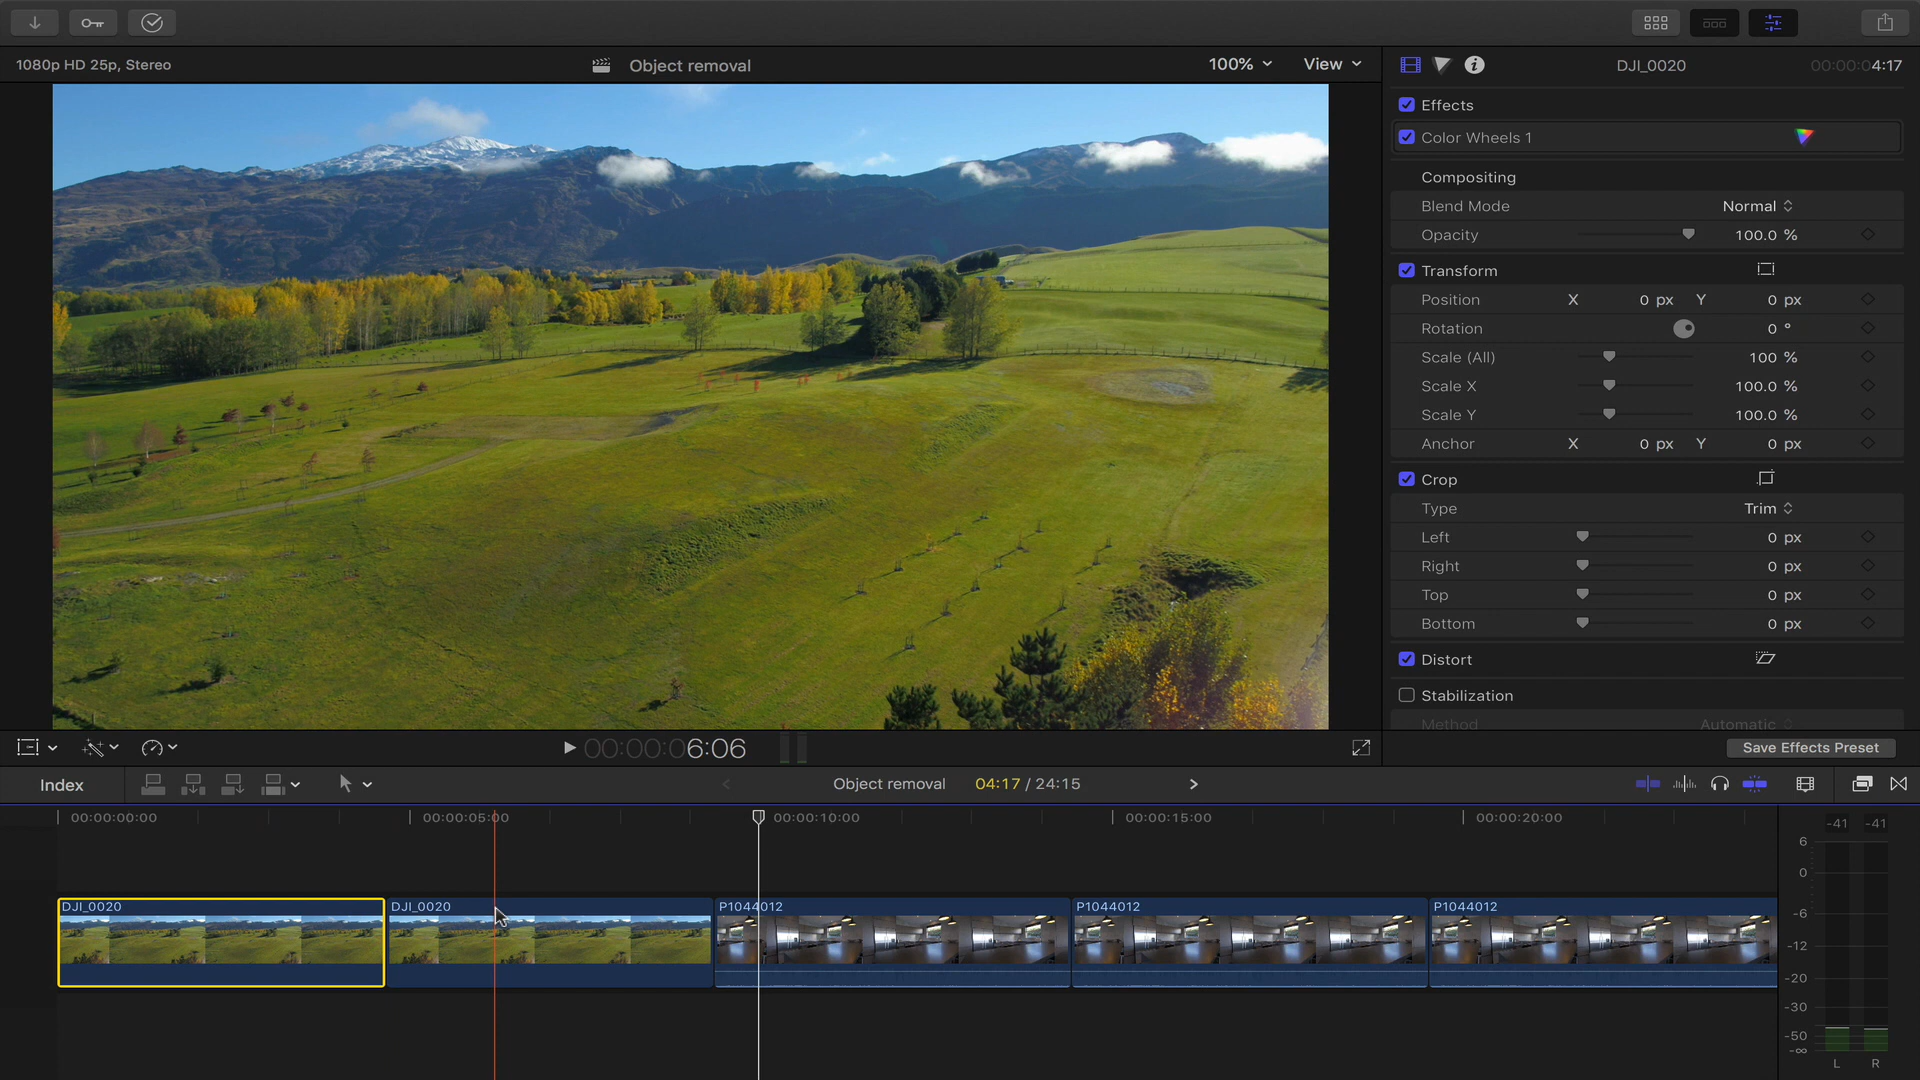 1080p HD 25p, Stereo
Object removal
100%
View
DJI_0020
00:00:04:17
Effects
Color Wheels 1
Compositing
Blend Mode
Normal
Opacity
100.0 %
Transform
Position X 0 px Y 0 px
Rotation 0 °
Scale (All) 100 %
Scale X 100.0 %
Scale Y 100.0 %
Anchor X 0 px Y 0 px
Crop
Type Trim
Left 0 px
Right 0 px
Top 0 px
Bottom 0 px
Distort
Stabilization
Method Automatic
00:00:06:06
Save Effects Preset
Index
Object removal
04:17 / 24:15
00:00:00:00
00:00:05:00
00:00:10:00
00:00:15:00
00:00:20:00
-41 -41
6
0
-6
-12
-20
-30
-50
-∞
L R
DJI_0020
DJI_0020
P1044012
P1044012
P1044012